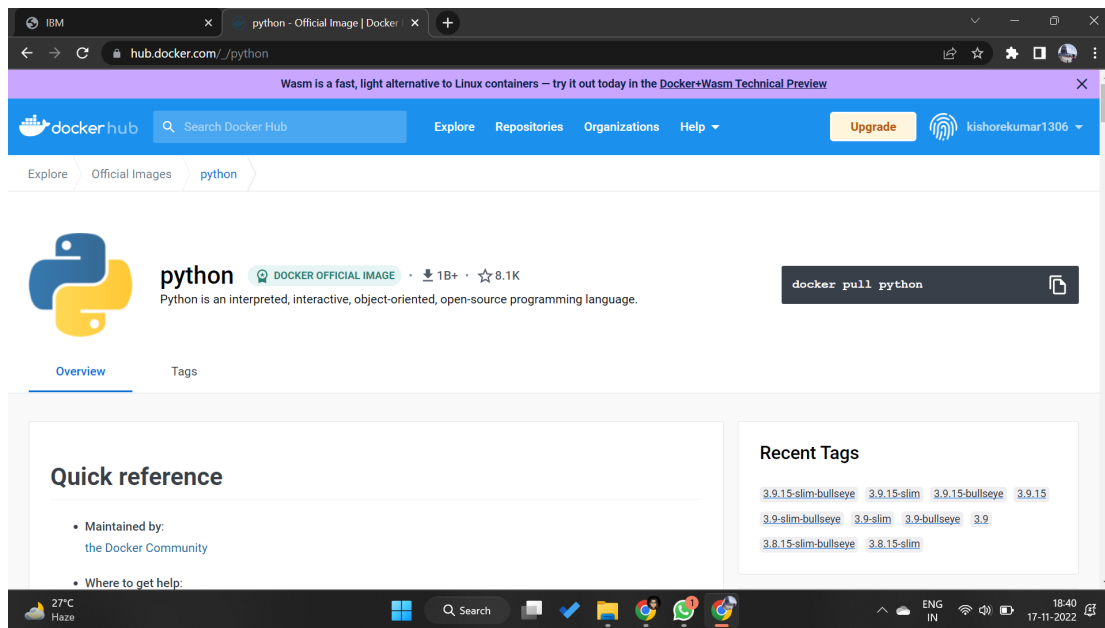 IBM
python - Official Image | Docker
hub.docker.com/_/python
Wasm is a fast, light alternative to Linux containers — try it out today in the Docker+Wasm Technical Preview
docker hub
Search Docker Hub
Explore
Repositories
Organizations
Help
Upgrade
kishorekumar1306
Explore
Official Images
python
python
DOCKER OFFICIAL IMAGE
· 1B+ · 8.1K
Python is an interpreted, interactive, object-oriented, open-source programming language.
docker pull python
Overview
Tags
Quick reference
• Maintained by:
the Docker Community
• Where to get help:
Recent Tags
3.9.15-slim-bullseye 3.9.15-slim 3.9.15-bullseye 3.9.15
3.9-slim-bullseye 3.9-slim 3.9-bullseye 3.9
3.8.15-slim-bullseye 3.8.15-slim
27°C
Haze
Search
1
ENG
IN
18:40
17-11-2022